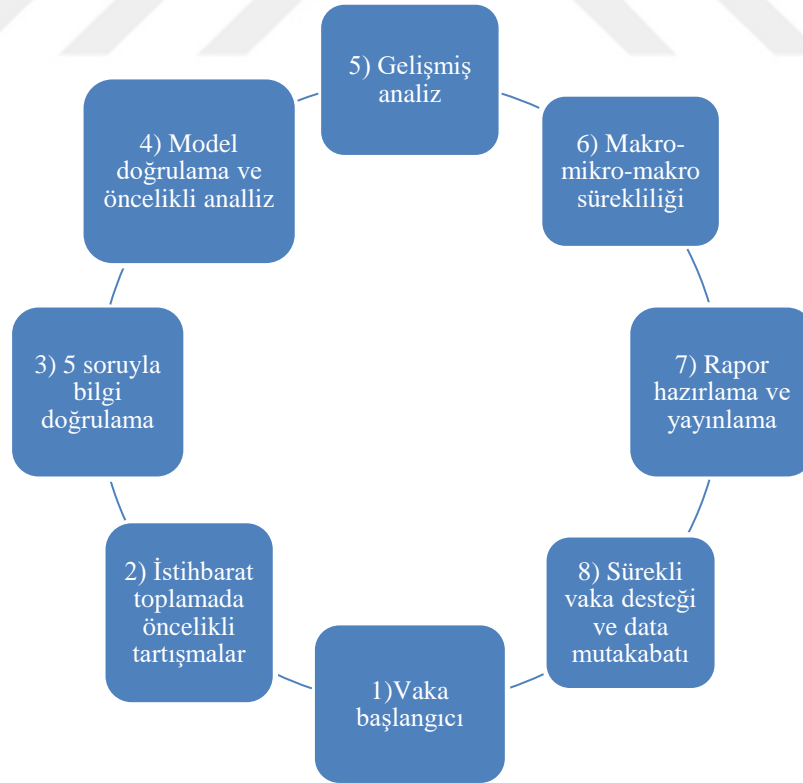 5) Gelişmiş
analiz
4) Model
doğrulama ve
öncelikli analliz
6) Makro-
mikro-makro
sürekliliği
3) 5 soruyla
bilgi
doğrulama
7) Rapor
hazırlama ve
yayınlama
2) İstihbarat
toplamada
öncelikli
tartışmalar
8) Sürekli
vaka desteği
ve data
mutakabatı
1)Vaka
başlangıcı